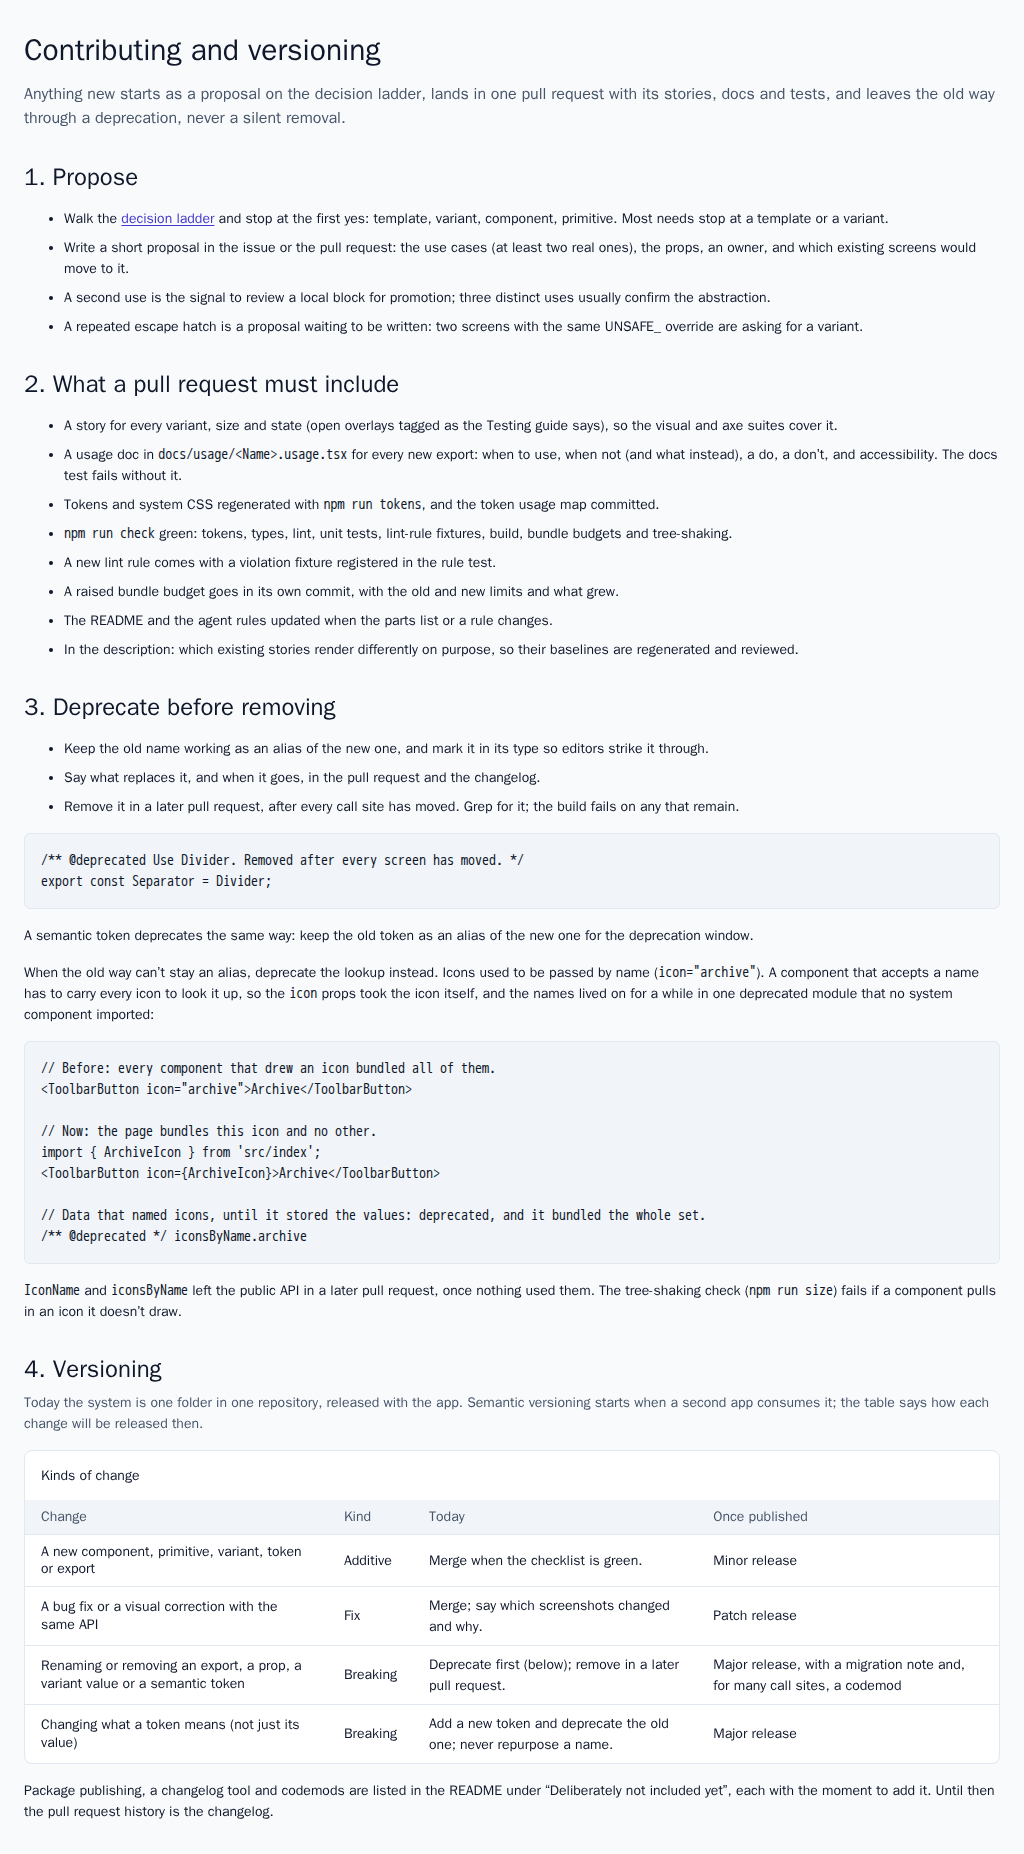 Contributing and versioning
Anything new starts as a proposal on the decision ladder, lands in one pull request with its stories, docs and tests, and leaves the old way
through a deprecation, never a silent removal.
1. Propose
• Walk the decision ladder and stop at the first yes: template, variant, component, primitive. Most needs stop at a template or a variant.
• Write a short proposal in the issue or the pull request: the use cases (at least two real ones), the props, an owner, and which existing screens would
move to it.
• A second use is the signal to review a local block for promotion; three distinct uses usually confirm the abstraction.
• A repeated escape hatch is a proposal waiting to be written: two screens with the same UNSAFE_ override are asking for a variant.
2. What a pull request must include
• A story for every variant, size and state (open overlays tagged as the Testing guide says), so the visual and axe suites cover it.
• A usage doc in docs/usage/<Name>.usage.tsx for every new export: when to use, when not (and what instead), a do, a don’t, and accessibility. The docs
test fails without it.
• Tokens and system CSS regenerated with npm run tokens, and the token usage map committed.
• npm run check green: tokens, types, lint, unit tests, lint-rule fixtures, build, bundle budgets and tree-shaking.
• A new lint rule comes with a violation fixture registered in the rule test.
• A raised bundle budget goes in its own commit, with the old and new limits and what grew.
• The README and the agent rules updated when the parts list or a rule changes.
• In the description: which existing stories render differently on purpose, so their baselines are regenerated and reviewed.
3. Deprecate before removing
• Keep the old name working as an alias of the new one, and mark it in its type so editors strike it through.
• Say what replaces it, and when it goes, in the pull request and the changelog.
• Remove it in a later pull request, after every call site has moved. Grep for it; the build fails on any that remain.
/** @deprecated Use Divider. Removed after every screen has moved. */
export const Separator = Divider;
A semantic token deprecates the same way: keep the old token as an alias of the new one for the deprecation window.
When the old way can’t stay an alias, deprecate the lookup instead. Icons used to be passed by name (icon="archive"). A component that accepts a name
has to carry every icon to look it up, so the icon props took the icon itself, and the names lived on for a while in one deprecated module that no system
component imported:
// Before: every component that drew an icon bundled all of them.
<ToolbarButton icon="archive">Archive</ToolbarButton>
// Now: the page bundles this icon and no other.
import { ArchiveIcon } from 'src/index';
<ToolbarButton icon={ArchiveIcon}>Archive</ToolbarButton>
// Data that named icons, until it stored the values: deprecated, and it bundled the whole set.
/** @deprecated */ iconsByName.archive
IconName and iconsByName left the public API in a later pull request, once nothing used them. The tree-shaking check (npm run size) fails if a component pulls
in an icon it doesn’t draw.
4. Versioning
Today the system is one folder in one repository, released with the app. Semantic versioning starts when a second app consumes it; the table says how each
change will be released then.
Kinds of change
Change Kind Today Once published
A new component, primitive, variant, token
or export
Additive
Merge when the checklist is green.
Minor release
A bug fix or a visual correction with the
same API
Fix
Merge; say which screenshots changed
and why.
Patch release
Renaming or removing an export, a prop, a
variant value or a semantic token
Breaking
Deprecate first (below); remove in a later
pull request.
Major release, with a migration note and,
for many call sites, a codemod
Changing what a token means (not just its
value)
Breaking
Add a new token and deprecate the old
one; never repurpose a name.
Major release
Package publishing, a changelog tool and codemods are listed in the README under “Deliberately not included yet”, each with the moment to add it. Until then
the pull request history is the changelog.